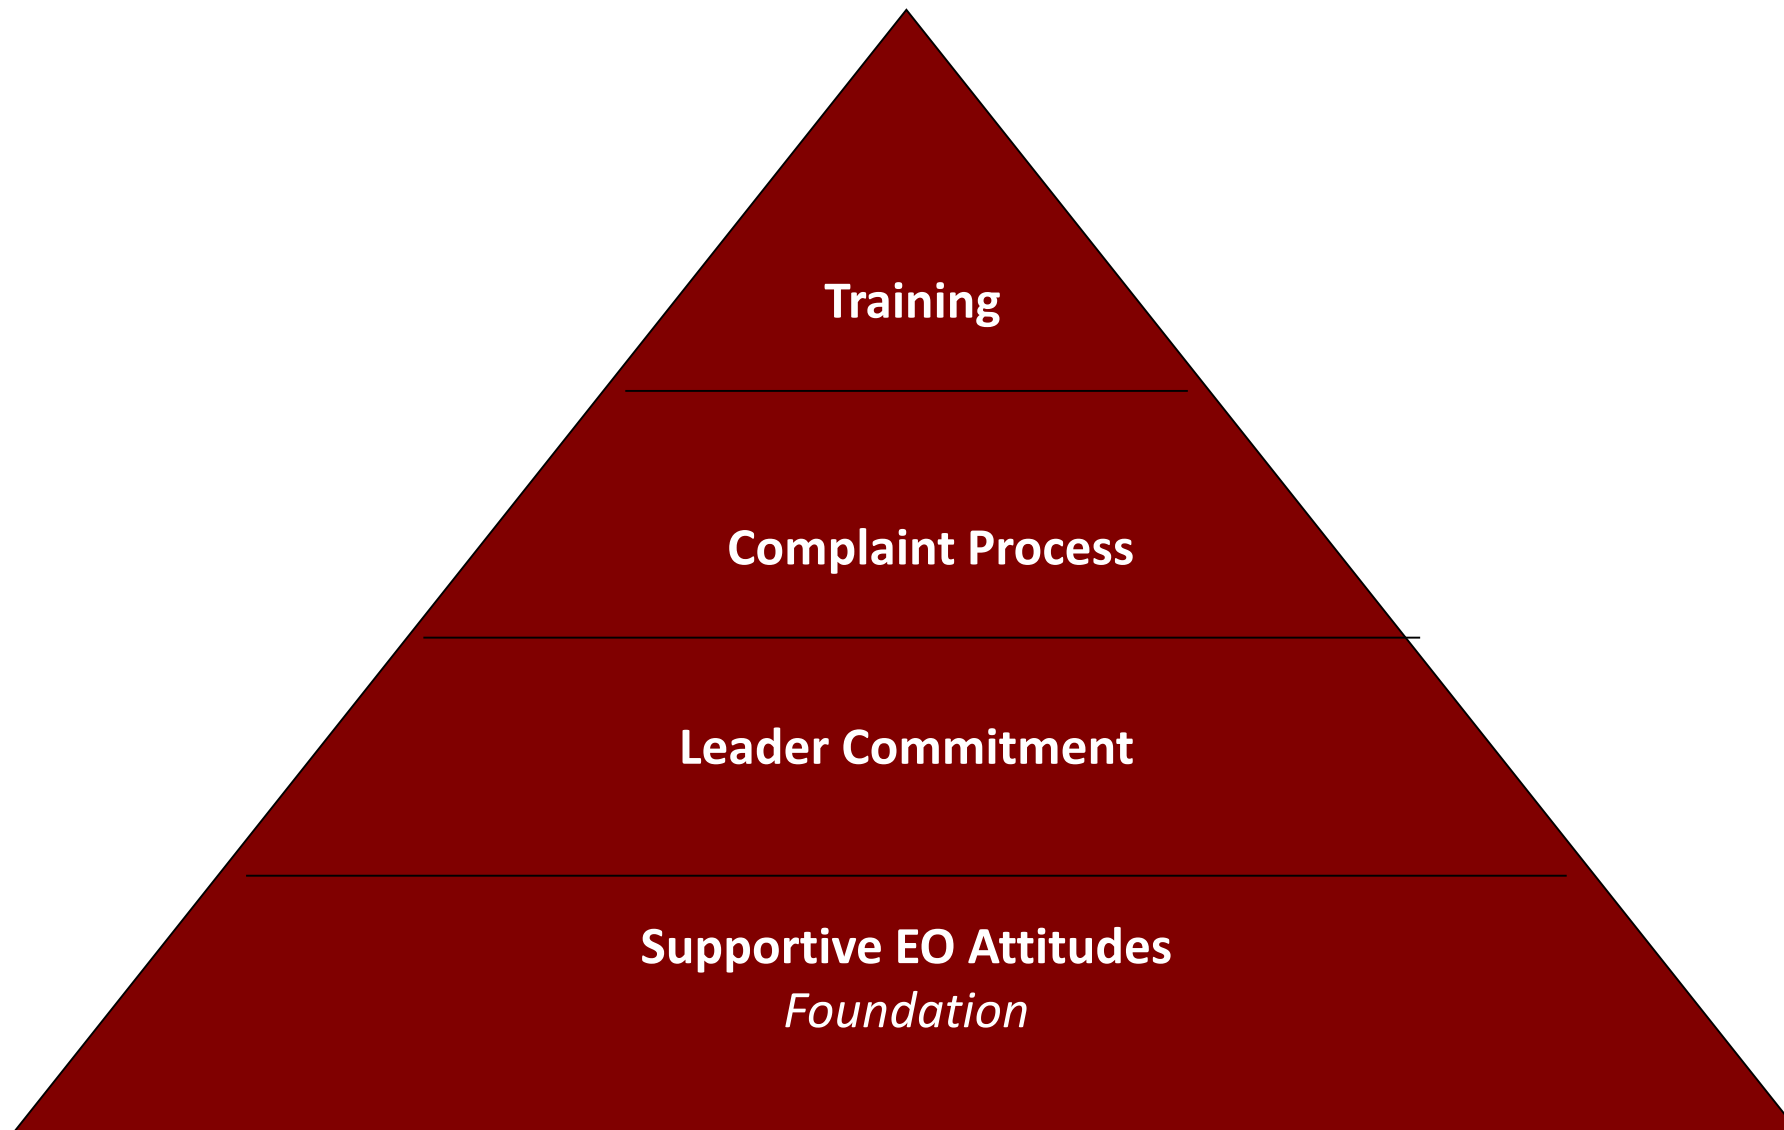 Training
Complaint Process
Leader Commitment
Supportive EO Attitudes
Foundation